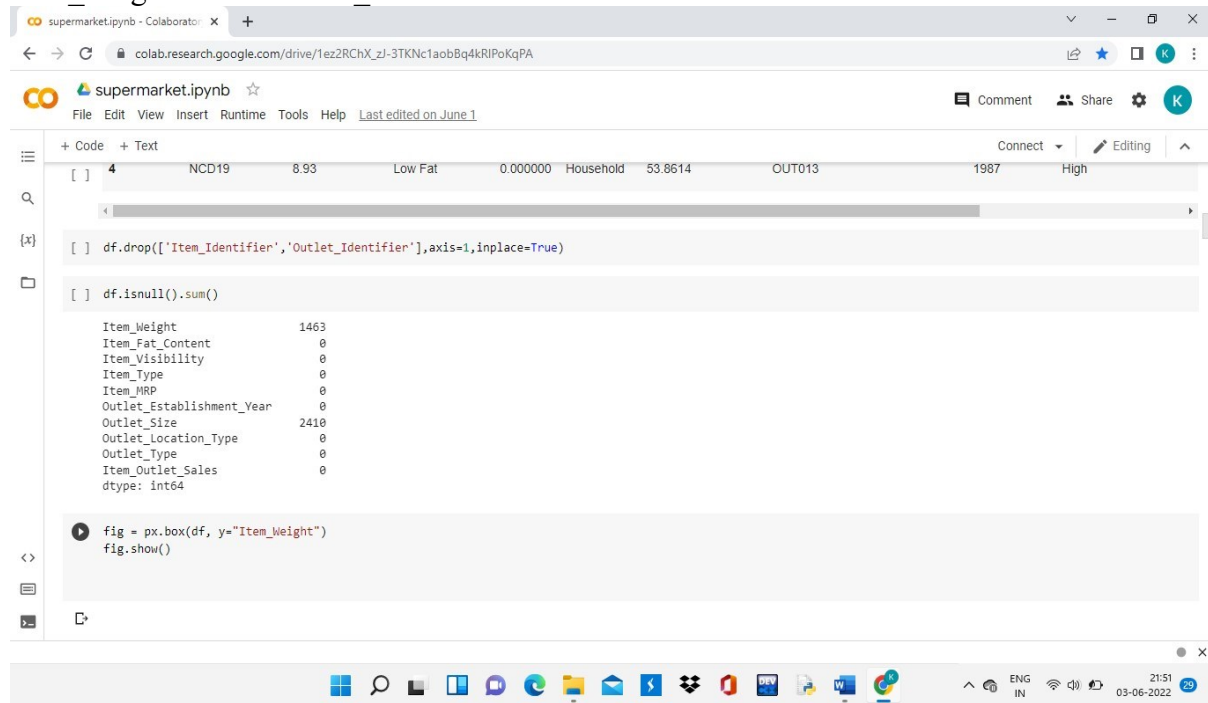 supermarket.ipynb - Colaborator
colab.research.google.com/drive/1ez2RChX_zJ-3TKNc1aobBq4kRIPoKqPA
K
supermarket.ipynb
Comment Share K
File Edit View Insert Runtime Tools Help Last edited on June 1
+ Code + Text Connect Editing
[ ] 4 NCD19 8.93 Low Fat 0.000000 Household 53.8614 OUT013 1987 High
{x}
[ ] df.drop(['Item_Identifier','Outlet_Identifier'],axis=1,inplace=True)
[ ] df.isnull().sum()
Item_Weight 1463
Item_Fat_Content 0
Item_Visibility 0
Item_Type 0
Item_MRP 0
Outlet_Establishment_Year 0
Outlet_Size 2410
Outlet_Location_Type 0
Outlet_Type 0
Item_Outlet_Sales 0
dtype: int64
fig = px.box(df, y="Item_Weight")
fig.show()
DEV
ENG
IN
21:51
03-06-2022
29